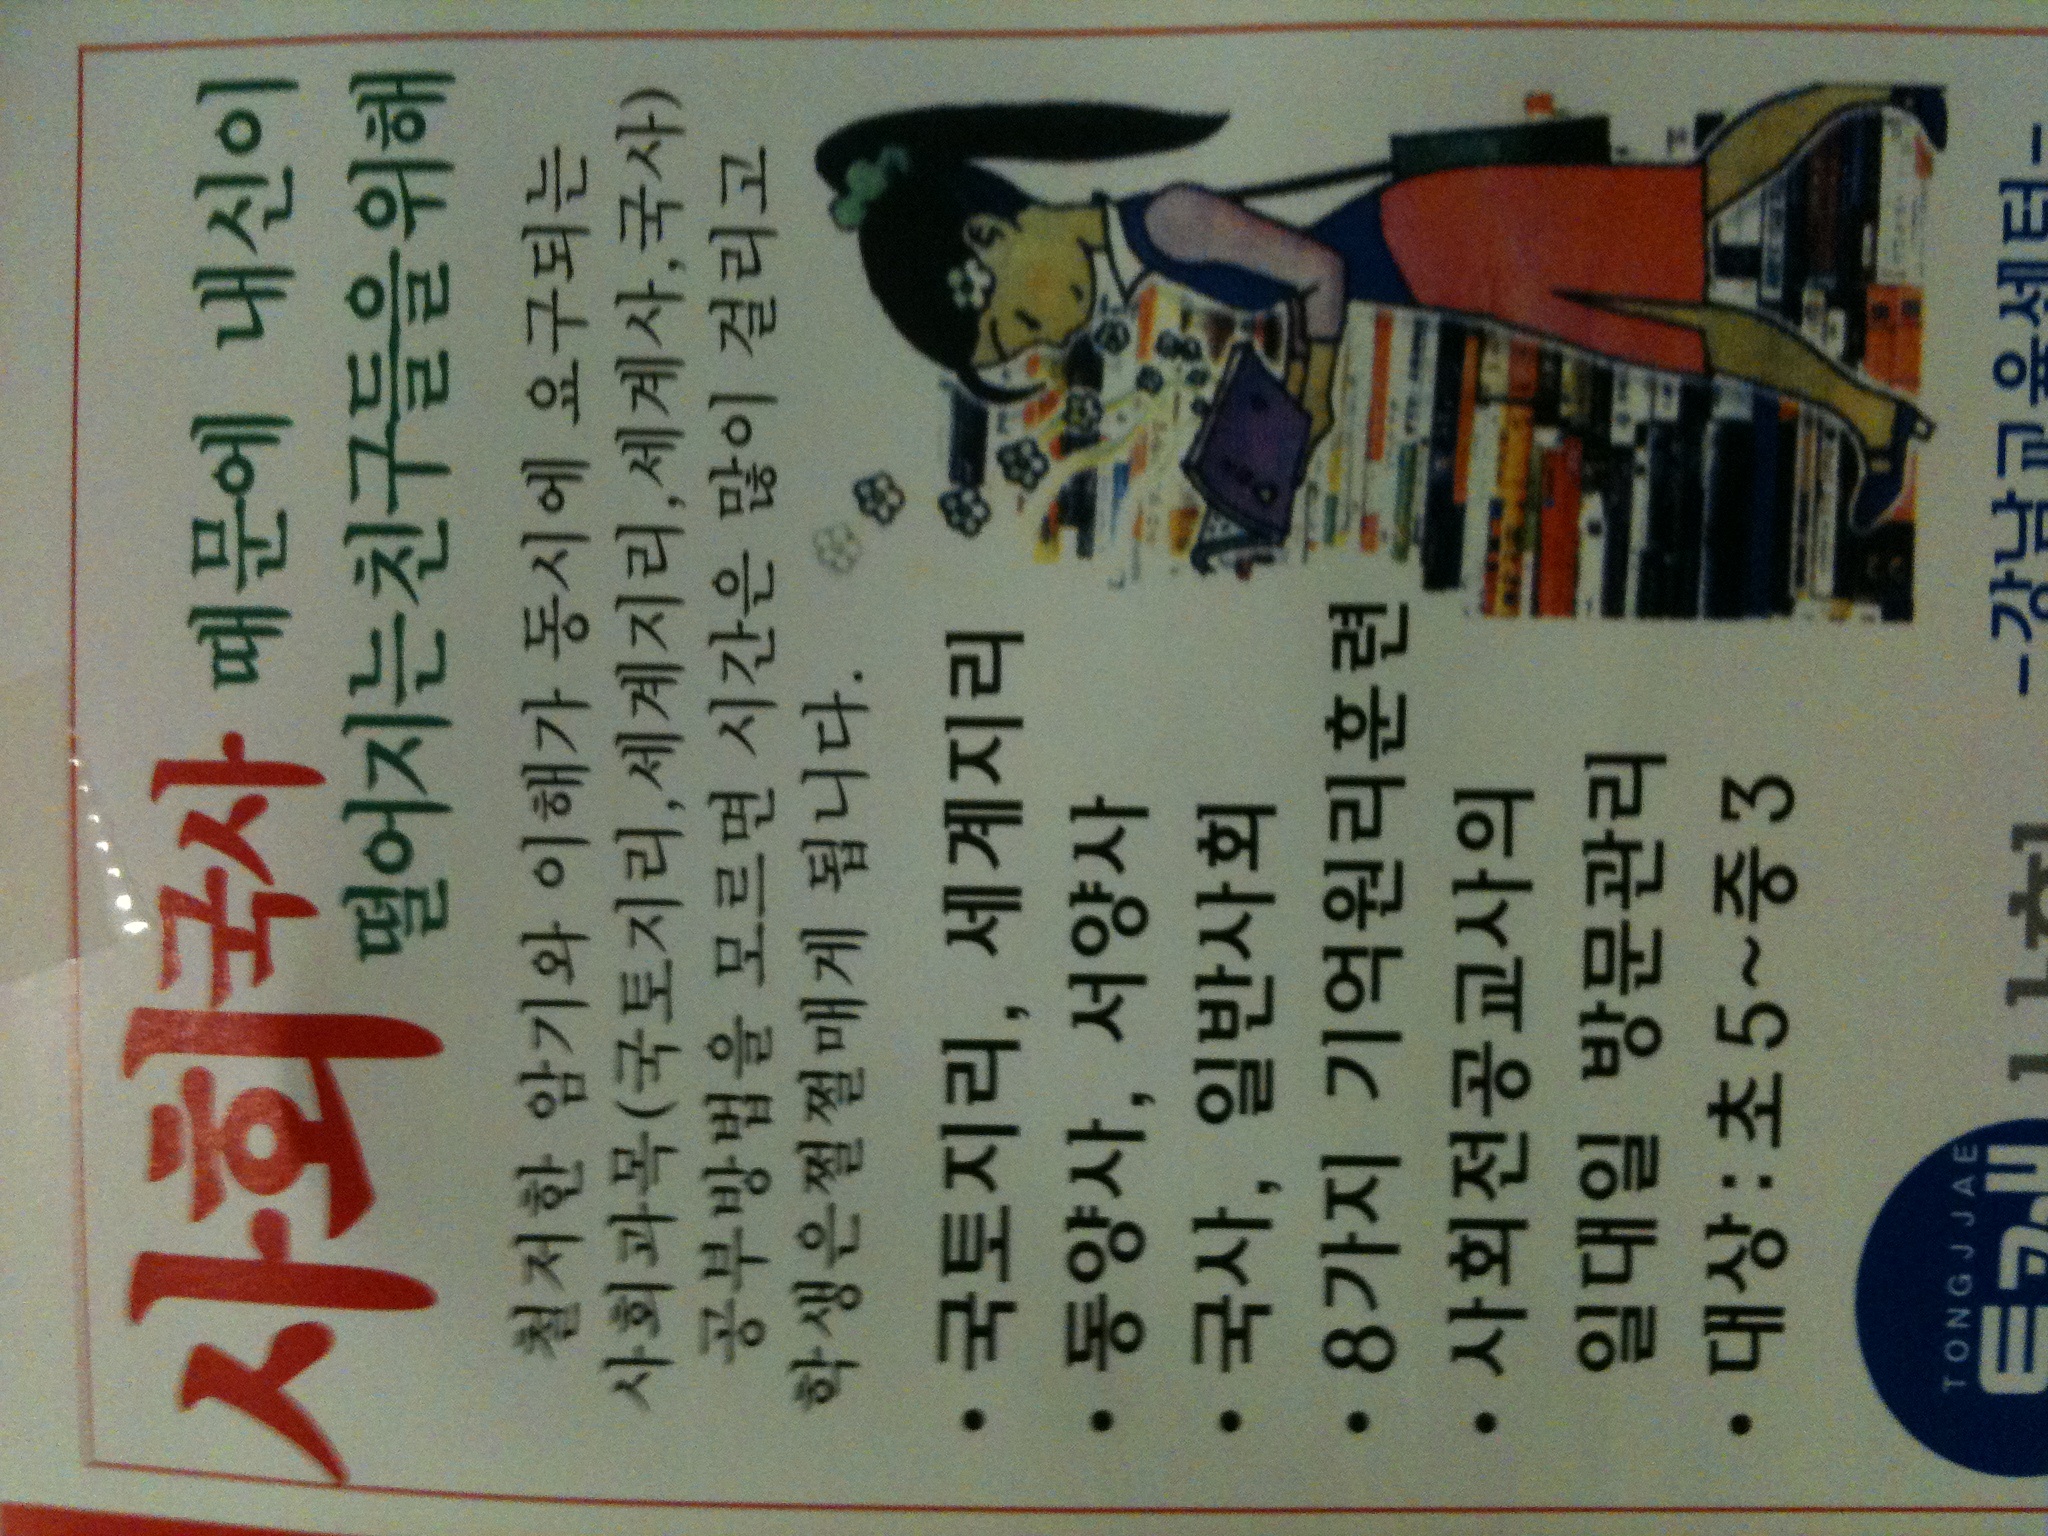 사회국사 때문에 내신이
떨어지는친구들을위해
철저한 암기와 이해가 동시에 요구되는
사회과목(국토지리,세계지리,세계사,국사)
공부방법을 모르면 시간은 많이 걸리고
학생은쩔쩔매게 됩니다.
• 국토지리, 세계지리
• 동양사, 서양사
• 국사, 일반사회
• 8가지 기억원리훈련
• 사회전공교사의
일대일 방문관리
• 대상:초5~중3
TONGJJAE
통째 사회
-강남교육센터-